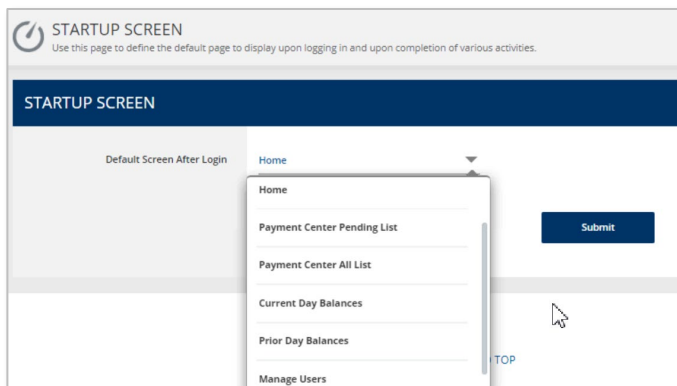 STARTUP SCREEN
Use this page to define the default page to display upon logging in and upon completion of various activities.
STARTUP SCREEN
Default Screen After Login
Home
Home
Payment Center Pending List
Submit
Payment Center All List
Current Day Balances
Prior Day Balances
TOP
Manage Users